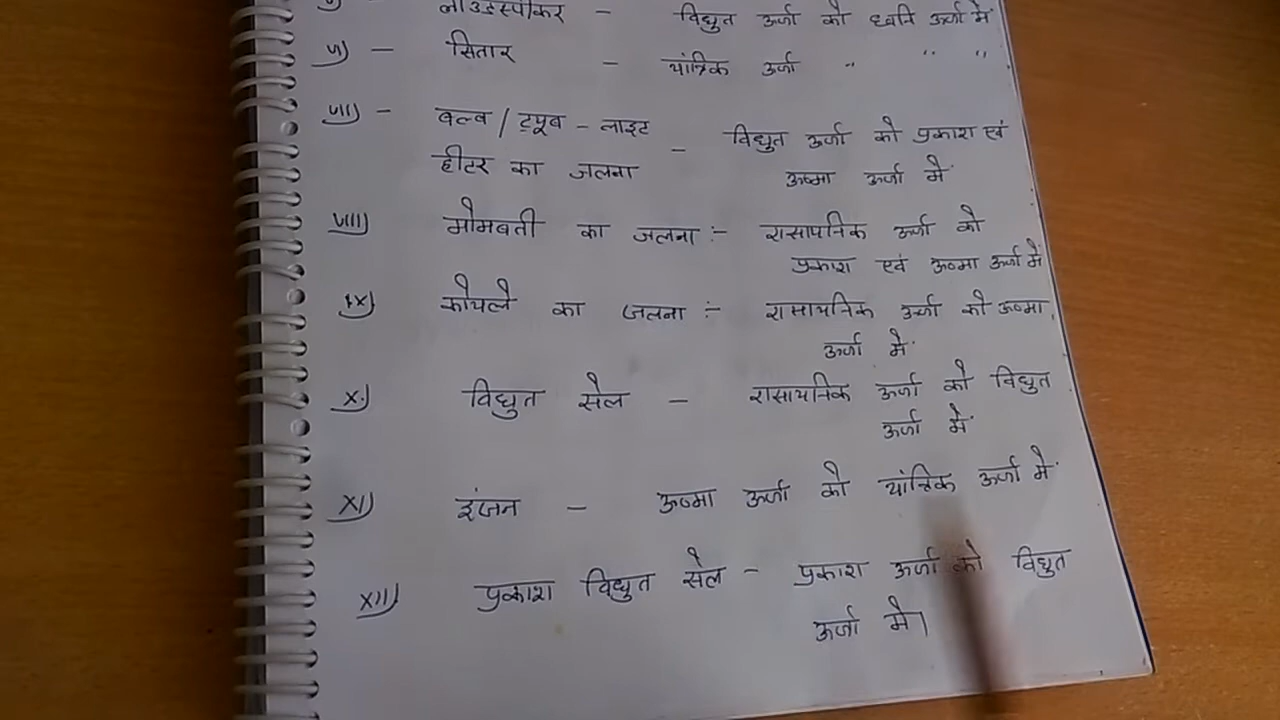 लाउडस्पीकर - विद्युत ऊर्जा को ध्वनि ऊर्जा में
VI) - सितार - यांत्रिक ऊर्जा " " "
VII) - बल्व / ट्यूब - लाइट - विद्युत ऊर्जा को प्रकाश एवं
हीटर का जलना ऊष्मा ऊर्जा में
VIII) मोमबती का जलना :- रासायनिक ऊर्जा को
प्रकाश एवं ऊष्मा ऊर्जा में
IX) कोयले का जलना :- रासायनिक ऊर्जा को ऊष्मा
ऊर्जा में
X) विद्युत सेल - रासायनिक ऊर्जा को विद्युत
ऊर्जा में
XI) इंजन - ऊष्मा ऊर्जा को यांत्रिक ऊर्जा में
XII) प्रकाश विद्युत सेल - प्रकाश ऊर्जा को विद्युत
ऊर्जा में।